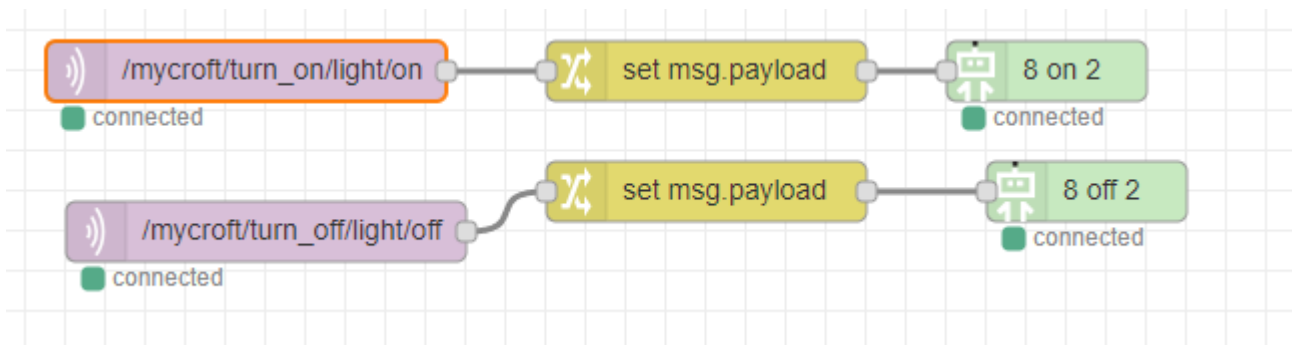 /mycroft/turn_on/light/on
set msg.payload
8 on 2
connected
connected
/mycroft/turn_off/light/off
set msg.payload
8 off 2
connected
connected